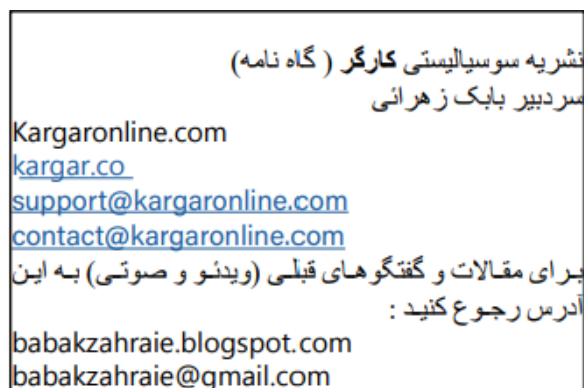 نشریه سوسیالیستی کارگر ( گاه نامه)
سردبیر بابک زهرائی
Kargaronline.com
kargar.co
support@kargaronline.com
contact@kargaronline.com
برای مقالات و گفتگوهای قبلی (ویدئو و صوتی) به این
آدرس رجوع کنید :
babakzahraie.blogspot.com
babakzahraie@gmail.com